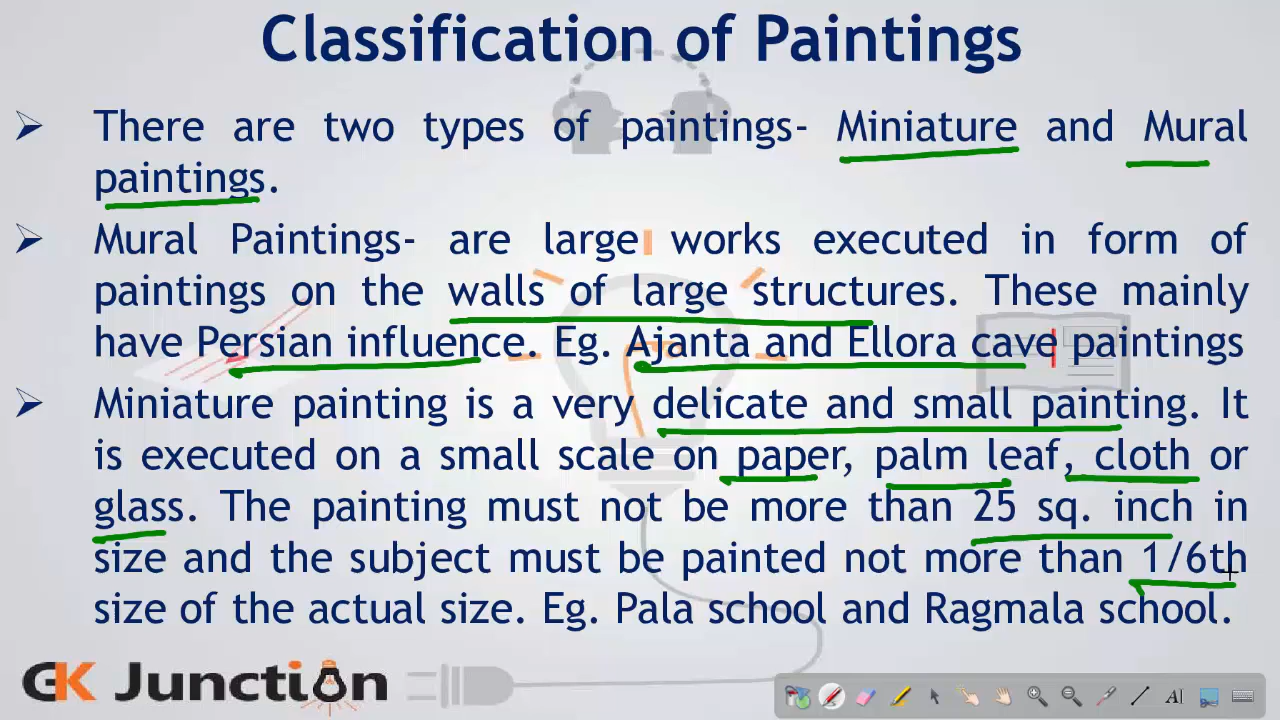 Classification of Paintings
There are two types of paintings- Miniature and Mural
paintings.
Mural Paintings- are large works executed in form of
paintings on the walls of large structures. These mainly
have Persian influence. Eg. Ajanta and Ellora cave paintings
Miniature painting is a very delicate and small painting. It
is executed on a small scale on paper, palm leaf, cloth or
glass. The painting must not be more than 25 sq. inch in
size and the subject must be painted not more than 1/6th
size of the actual size. Eg. Pala school and Ragmala school.
GK Junction